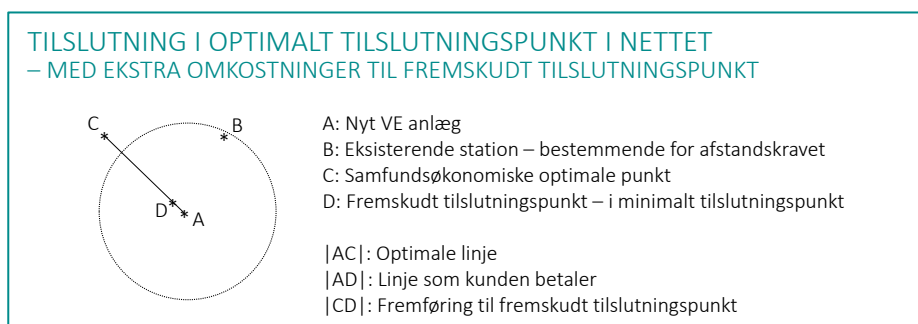 TILSLUTNING I OPTIMALT TILSLUTNINGSPUNKT I NETTET
– MED EKSTRA OMKOSTNINGER TIL FREMSKUDT TILSLUTNINGSPUNKT
C
B
D
A
A: Nyt VE anlæg
B: Eksisterende station – bestemmende for afstandskravet
C: Samfundsøkonomiske optimale punkt
D: Fremskudt tilslutningspunkt – i minimalt tilslutningspunkt
|AC|: Optimale linje
|AD|: Linje som kunden betaler
|CD|: Fremføring til fremskudt tilslutningspunkt